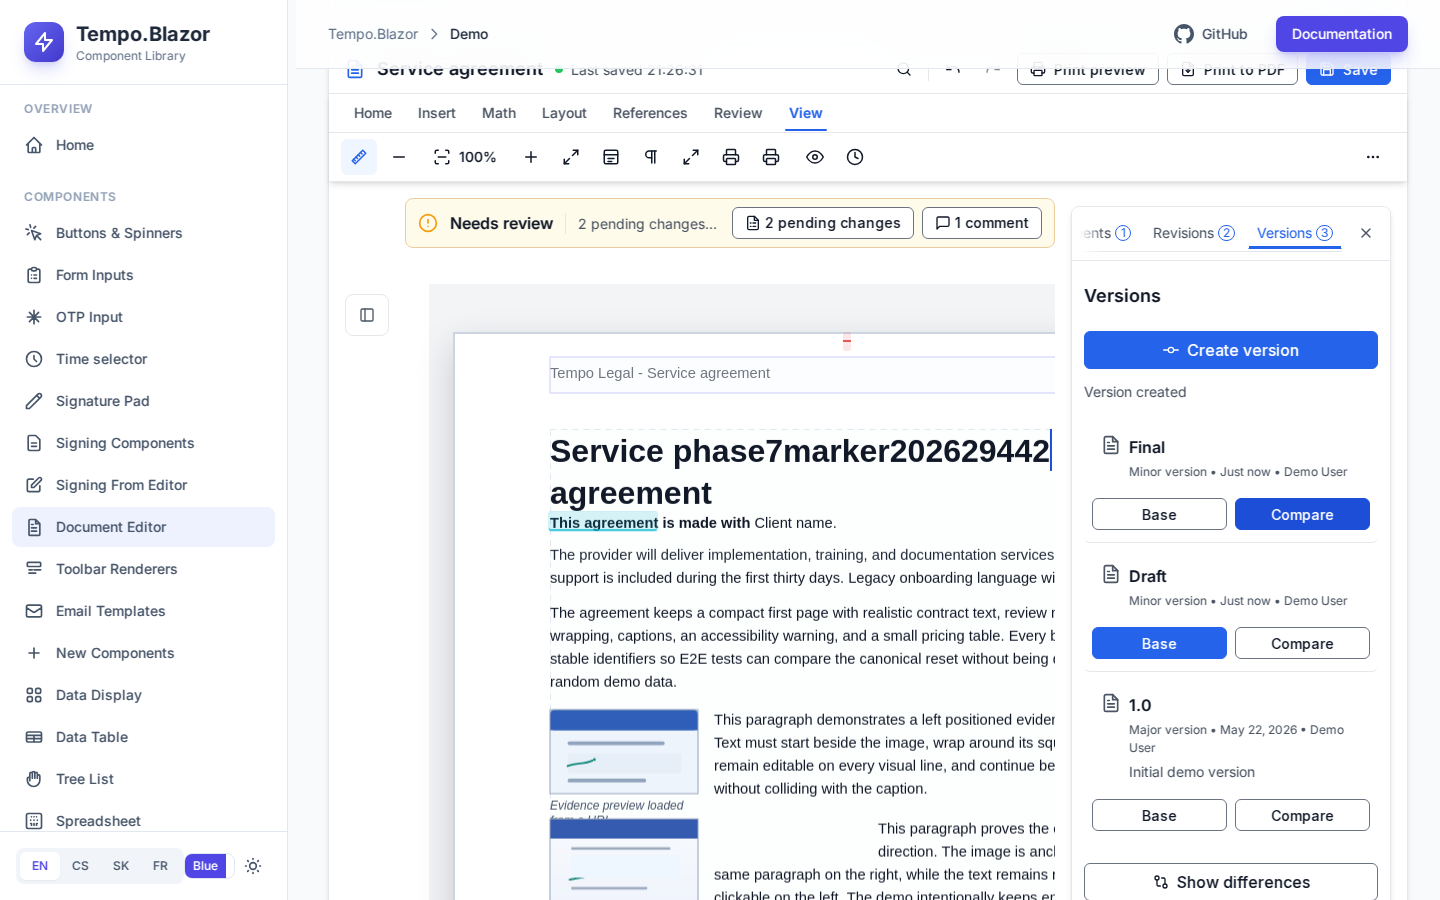 Tempo.Blazor
Component Library
OVERVIEW
Home
COMPONENTS
Buttons & Spinners
Form Inputs
OTP Input
Time selector
Signature Pad
Signing Components
Signing From Editor
Document Editor
Toolbar Renderers
Email Templates
New Components
Data Display
Data Table
Tree List
Spreadsheet
EN CS SK FR Blue
Tempo.Blazor > Demo
GitHub
Documentation
Service agreement
Last saved 21:26:31
Print preview
Print to PDF
Save
Home Insert Math Layout References Review View
100%
Needs review
2 pending changes...
2 pending changes
1 comment
Tempo Legal - Service agreement
Service phase7marker202629442
agreement
This agreement is made with Client name.
The provider will deliver implementation, training, and documentation services
support is included during the first thirty days. Legacy onboarding language
The agreement keeps a compact first page with realistic contract text, review
wrapping, captions, an accessibility warning, and a small pricing table. Every
stable identifiers so E2E tests can compare the canonical reset without being
random demo data.
This paragraph demonstrates a left positioned
Text must start beside the image, wrap around its
remain editable on every visual line, and continue
without colliding with the caption.
Evidence preview loaded
from a URL
This paragraph proves the
direction. The image is
same paragraph on the right, while the text remains
clickable on the left. The demo intentionally keeps
ents 1
Revisions 2
Versions 3
Versions
Create version
Version created
Final
Minor version • Just now • Demo User
Base Compare
Draft
Minor version • Just now • Demo User
Base Compare
1.0
Major version • May 22, 2026 • Demo
User
Initial demo version
Base Compare
Show differences